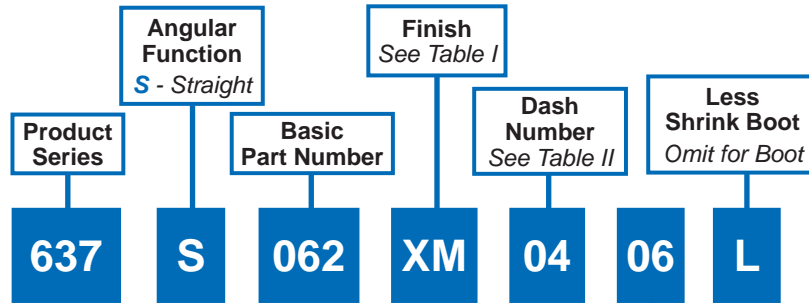 Angular
Function
S - Straight
Finish
See Table I
Product
Series
Basic
Part Number
Dash
Number
See Table II
Less
Shrink Boot
Omit for Boot
637 S 062 XM 04 06 L